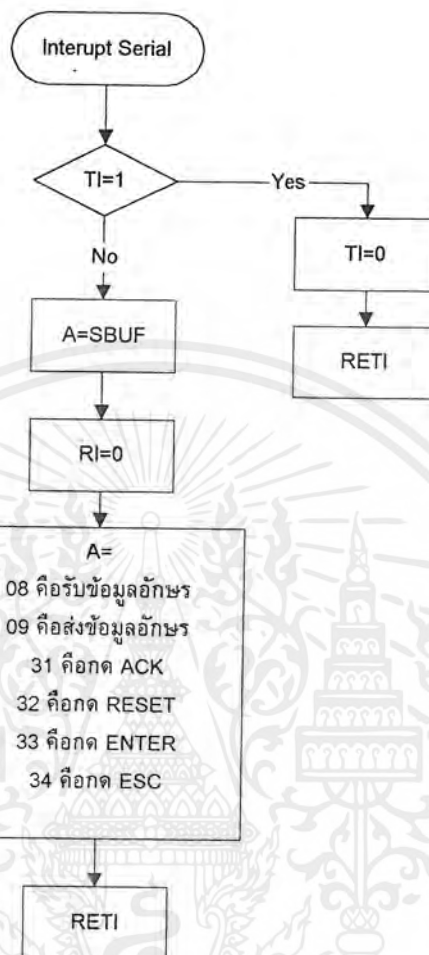 Interupt Serial
TI=1
Yes
No
TI=0
A=SBUF
RETI
RI=0
A=
08 คือรับข้อมูลอักษร
09 คือส่งข้อมูลอักษร
31 คือกด ACK
32 คือกด RESET
33 คือกด ENTER
34 คือกด ESC
RETI